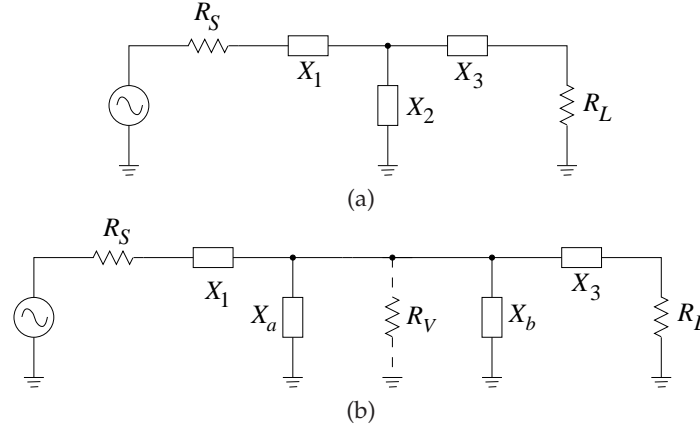 R_S
X_1
X_3
X_2
R_L
(a)
R_S
X_1
X_3
X_a
R_V
X_b
R_L
(b)